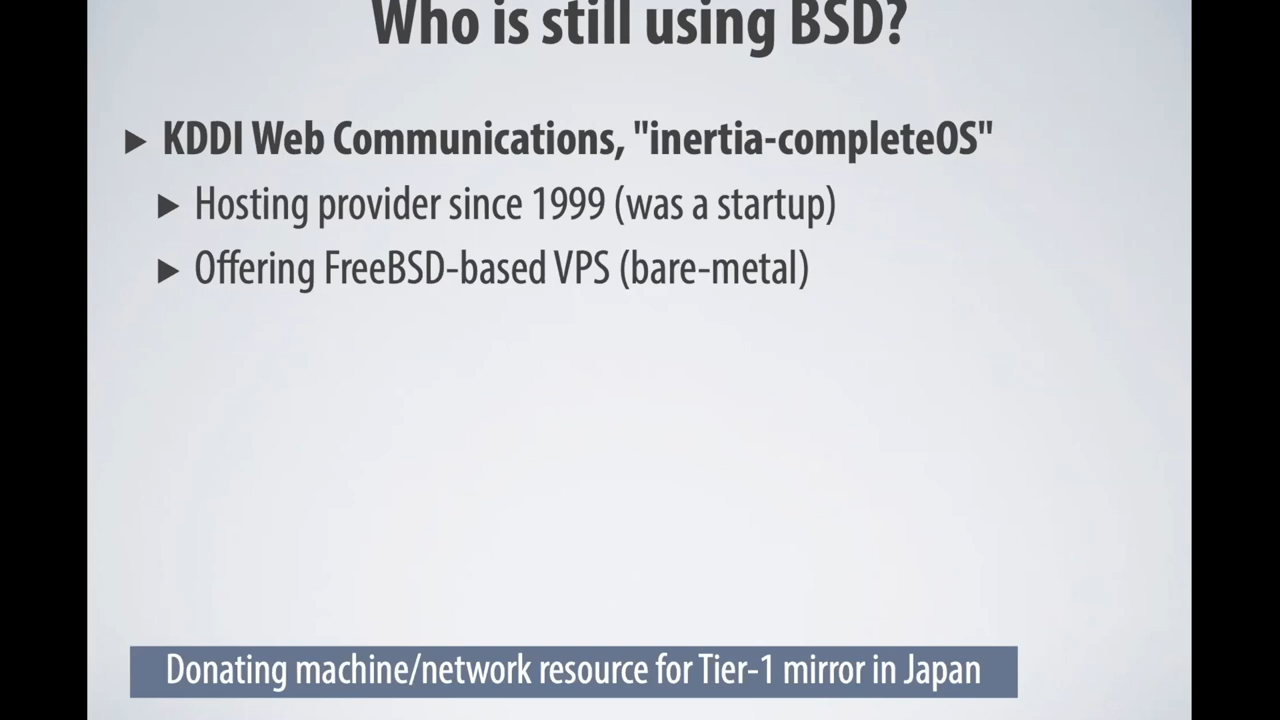 Who is still using BSD?
▶ KDDI Web Communications, "inertia-completeOS"
▶ Hosting provider since 1999 (was a startup)
▶ Offering FreeBSD-based VPS (bare-metal)
Donating machine/network resource for Tier-1 mirror in Japan